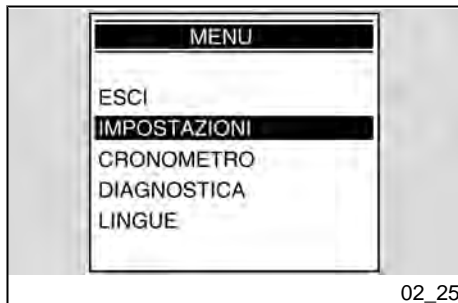 MENU
ESCI
IMPOSTAZIONI
CRONOMETRO
DIAGNOSTICA
LINGUE
02_25